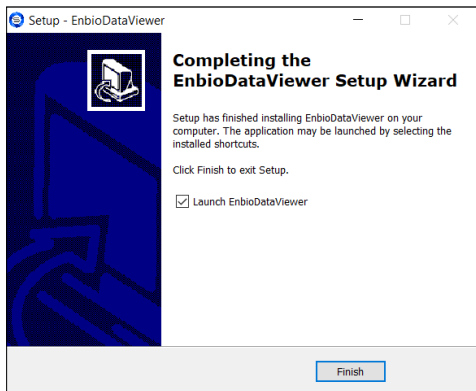 Setup - EnbioDataViewer
Completing the
EnbioDataViewer Setup Wizard
Setup has finished installing EnbioDataViewer on your
computer. The application may be launched by selecting the
installed shortcuts.
Click Finish to exit Setup.
Launch EnbioDataViewer
Finish